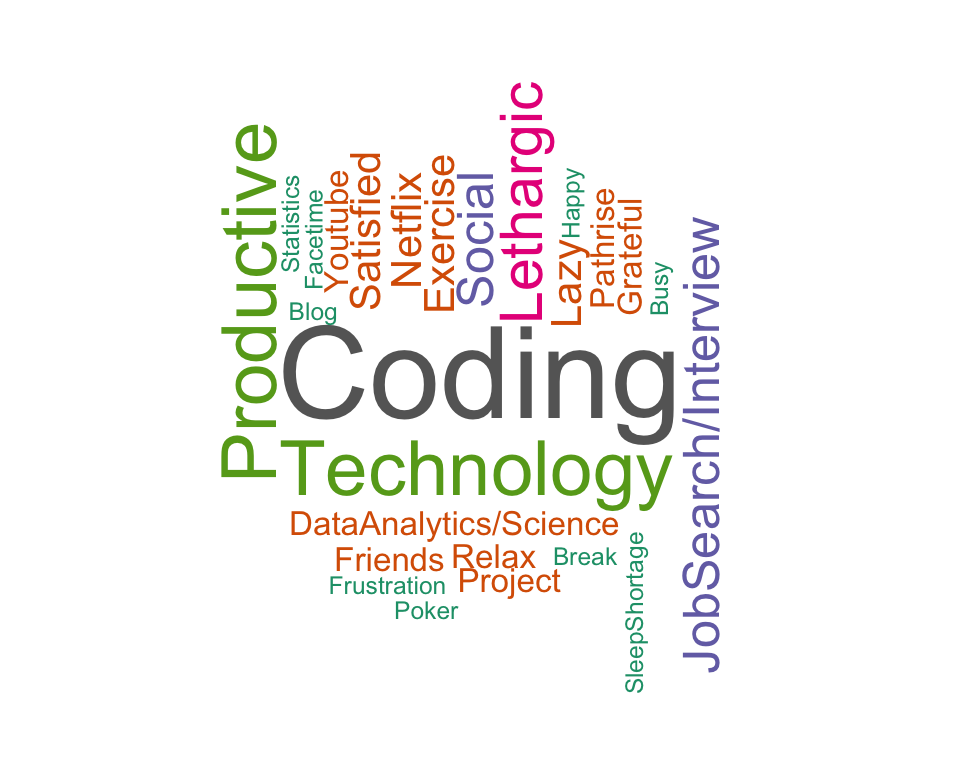 Productive
Statistics
Facetime
Youtube
Satisfied
Netflix
Exercise
Social
Lethargic
Lazy
Happy
Pathrise
Grateful
Busy
Blog
Coding
JobSearch/Interview
Technology
DataAnalytics/Science
Friends Relax Break
Frustration Project
Poker
SleepShortage